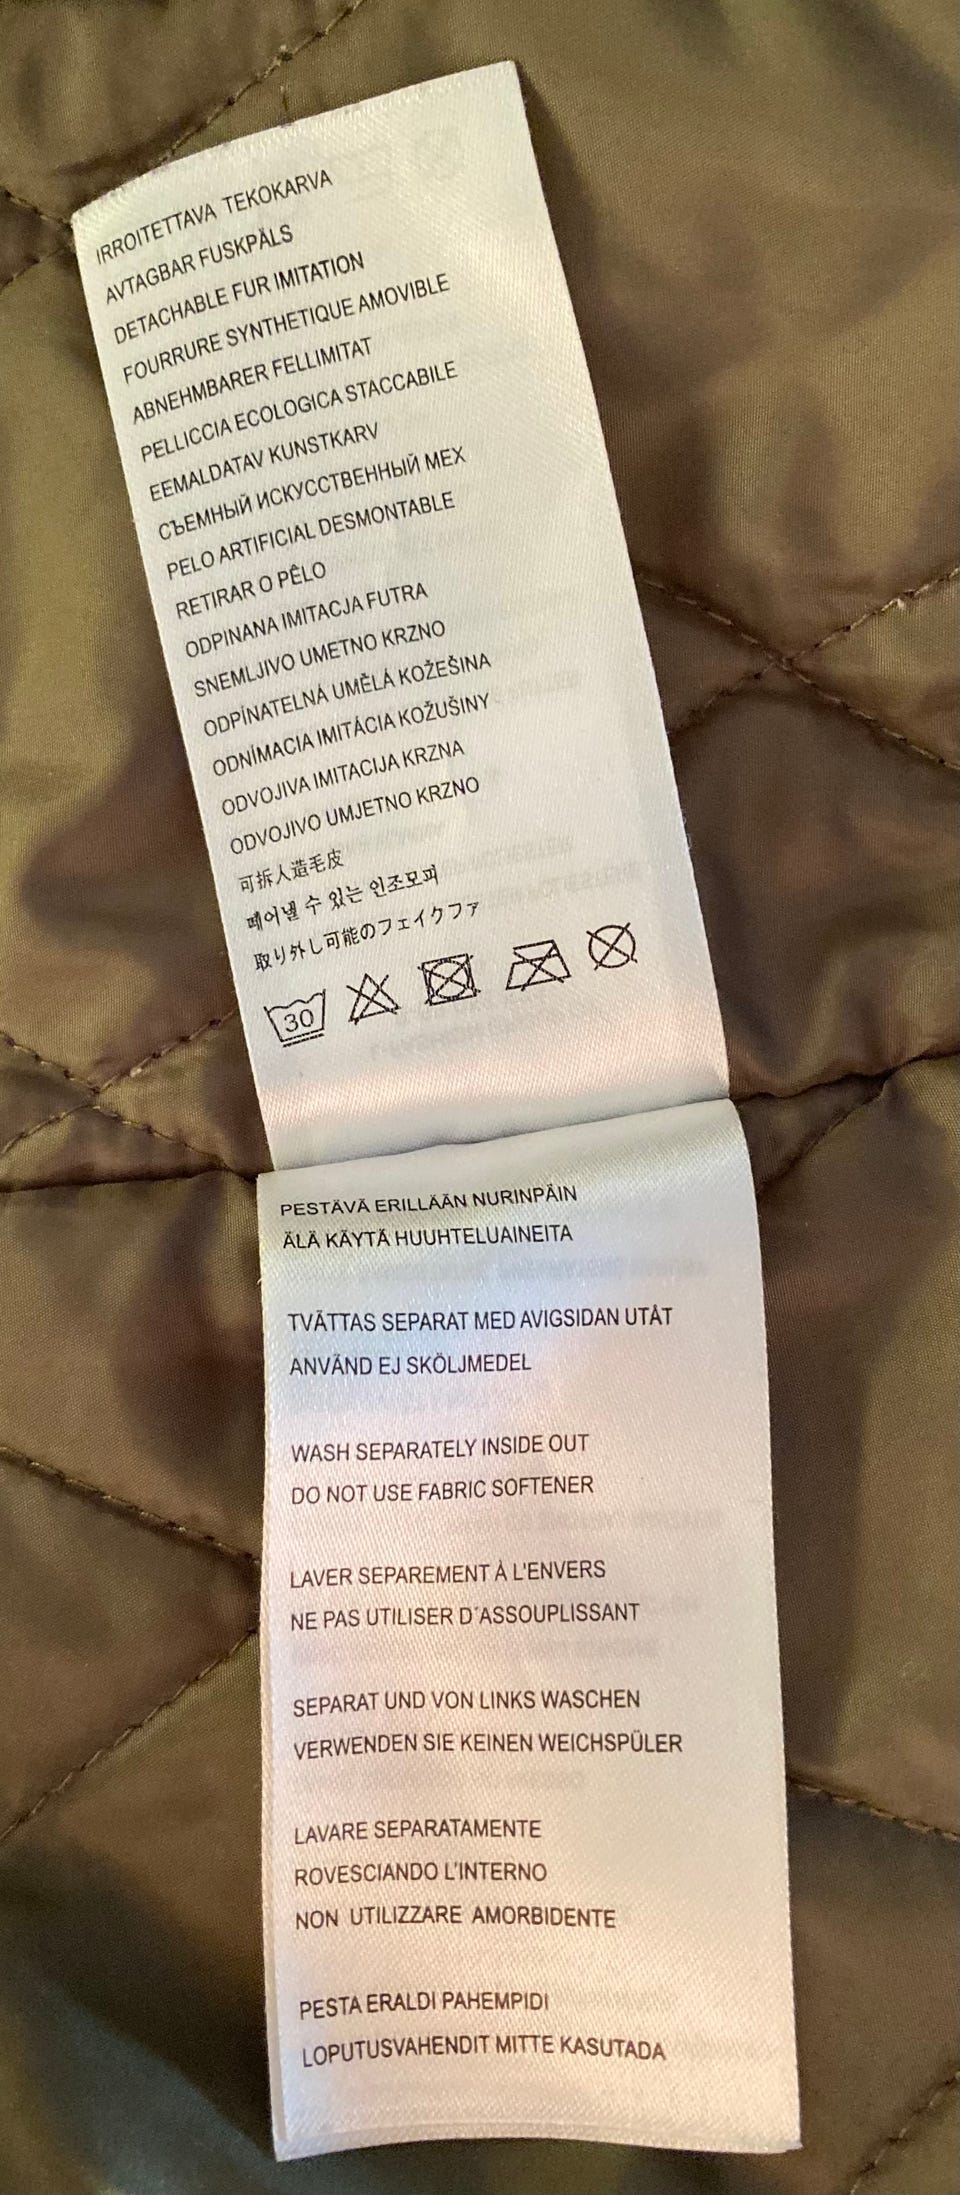 IRROITETTAVA TEKOKARVA
AVTAGBAR FUSKPÄLS
DETACHABLE FUR IMITATION
FOURRURE SYNTHETIQUE AMOVIBLE
ABNEHMBARER FELLIMITAT
PELLICCIA ECOLOGICA STACCABILE
EEMALDATAV KUNSTKARV
СЪЕМНЫЙ ИСКУССТВЕННЫЙ МЕХ
PELO ARTIFICIAL DESMONTABLE
RETIRAR O PÊLO
ODPINANA IMITACJA FUTRA
SNEMLJIVO UMETNO KRZNO
ODPÍNATELNÁ UMĚLÁ KOŽEŠINA
ODNÍMACIA IMITÁCIA KOŽUŠINY
ODVOJIVA IMITACIJA KRZNA
ODVOJIVO UMJETNO KRZNO
可拆人造毛皮
떼어낼 수 있는 인조모피
取り外し可能のフェイクファ
30
PESTÄVÄ ERILLÄÄN NURINPÄIN
ÄLÄ KÄYTÄ HUUHTELUAINEITA
TVÄTTAS SEPARAT MED AVIGSIDAN UTÅT
ANVÄND EJ SKÖLJMEDEL
WASH SEPARATELY INSIDE OUT
DO NOT USE FABRIC SOFTENER
LAVER SEPAREMENT À L'ENVERS
NE PAS UTILISER D´ASSOUPLISSANT
SEPARAT UND VON LINKS WASCHEN
VERWENDEN SIE KEINEN WEICHSPÜLER
LAVARE SEPARATAMENTE
ROVESCIANDO L'INTERNO
NON UTILIZZARE AMORBIDENTE
PESTA ERALDI PAHEMPIDI
LOPUTUSVAHENDIT MITTE KASUTADA